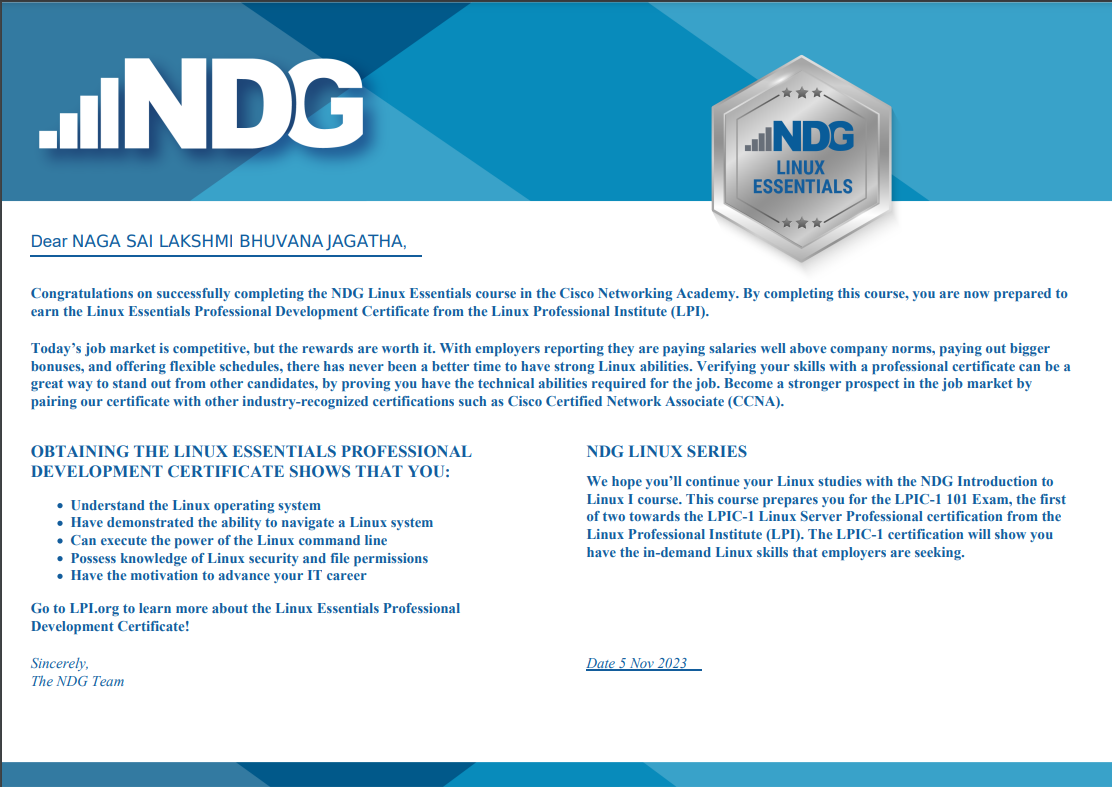 NDG
NDG
LINUX
ESSENTIALS
Dear NAGA SAI LAKSHMI BHUVANA JAGATHA,
Congratulations on successfully completing the NDG Linux Essentials course in the Cisco Networking Academy. By completing this course, you are now prepared to
earn the Linux Essentials Professional Development Certificate from the Linux Professional Institute (LPI).
Today’s job market is competitive, but the rewards are worth it. With employers reporting they are paying salaries well above company norms, paying out bigger
bonuses, and offering flexible schedules, there has never been a better time to have strong Linux abilities. Verifying your skills with a professional certificate can be a
great way to stand out from other candidates, by proving you have the technical abilities required for the job. Become a stronger prospect in the job market by
pairing our certificate with other industry-recognized certifications such as Cisco Certified Network Associate (CCNA).
OBTAINING THE LINUX ESSENTIALS PROFESSIONAL
DEVELOPMENT CERTIFICATE SHOWS THAT YOU:
• Understand the Linux operating system
• Have demonstrated the ability to navigate a Linux system
• Can execute the power of the Linux command line
• Possess knowledge of Linux security and file permissions
• Have the motivation to advance your IT career
Go to LPI.org to learn more about the Linux Essentials Professional
Development Certificate!
Sincerely,
The NDG Team
NDG LINUX SERIES
We hope you’ll continue your Linux studies with the NDG Introduction to
Linux I course. This course prepares you for the LPIC-1 101 Exam, the first
of two towards the LPIC-1 Linux Server Professional certification from the
Linux Professional Institute (LPI). The LPIC-1 certification will show you
have the in-demand Linux skills that employers are seeking.
Date 5 Nov 2023